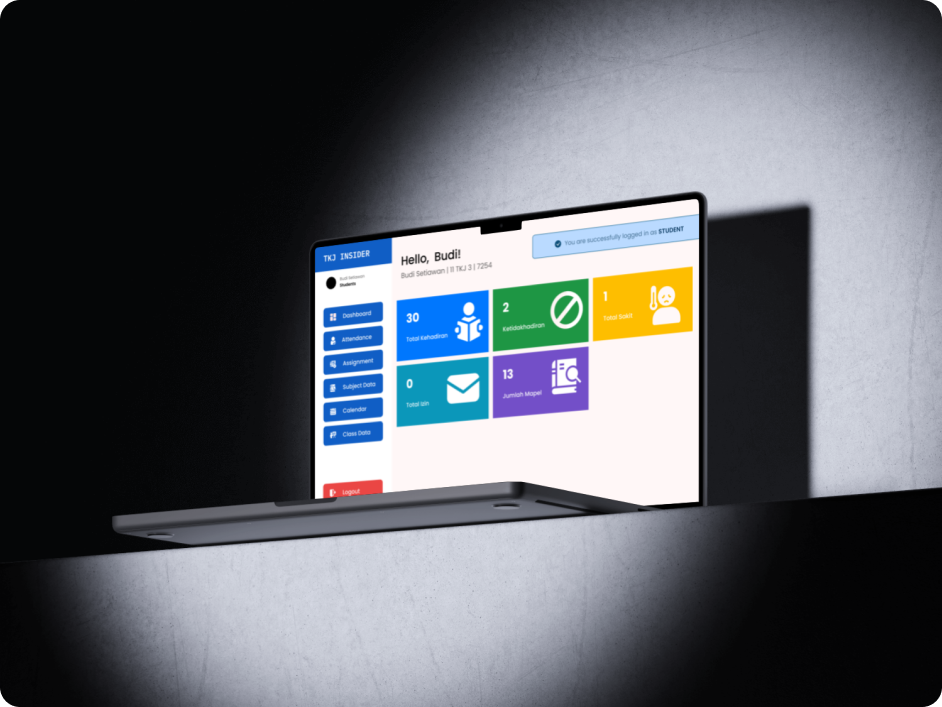 TKJ INSIDER
Budi Setiawan
Students
Dashboard
Attendance
Assignment
Subject Data
Calendar
Class Data
Logout
You are successfully logged in as STUDENT
Hello, Budi!
Budi Setiawan | 11 TKJ 3 | 7254
30
Total Kehadiran
2
Ketidakhadiran
1
Total Sakit
0
Total Izin
13
Jumlah Mapel